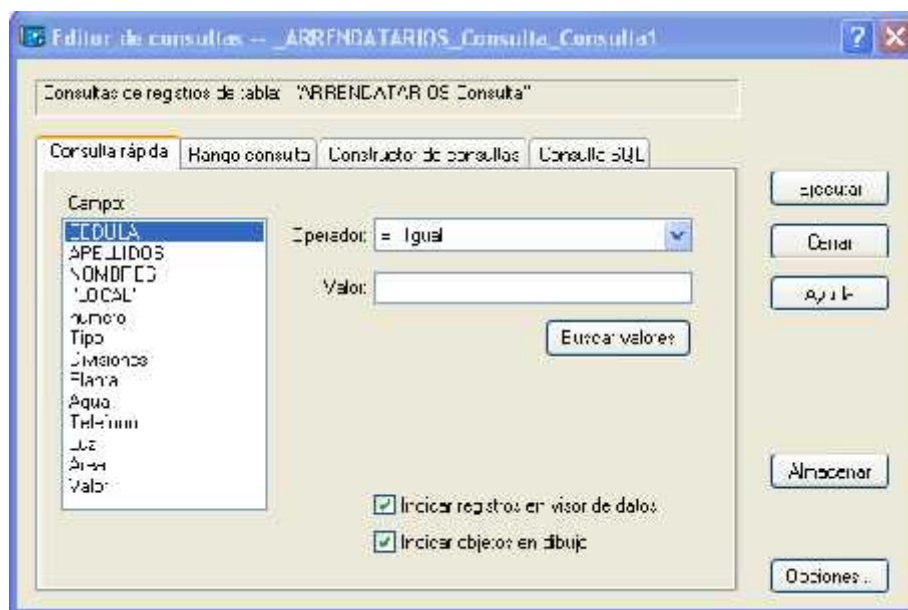 Editor de consultas -- _ARRENDATARIOS_Consulta_Consulta1
Consultas de registros de tabla: "ARRENDATARIOS Consulta"
Consulta rápida
Rango consulta
Constructor de consultas
Consulta SQL
Campo:
CEDULA
APELLIDOS
NOMBRES
"LOCAL"
numero
Tipo
Divisiones
Planta
Agua
Telefono
Luz
Area
Valor
Operador:
= Igual
Valor:
Buscar valores
Indicar registros en visor de datos
Indicar objetos en dibujo
Ejecutar
Cerrar
Ayuda
Almacenar
Opciones...